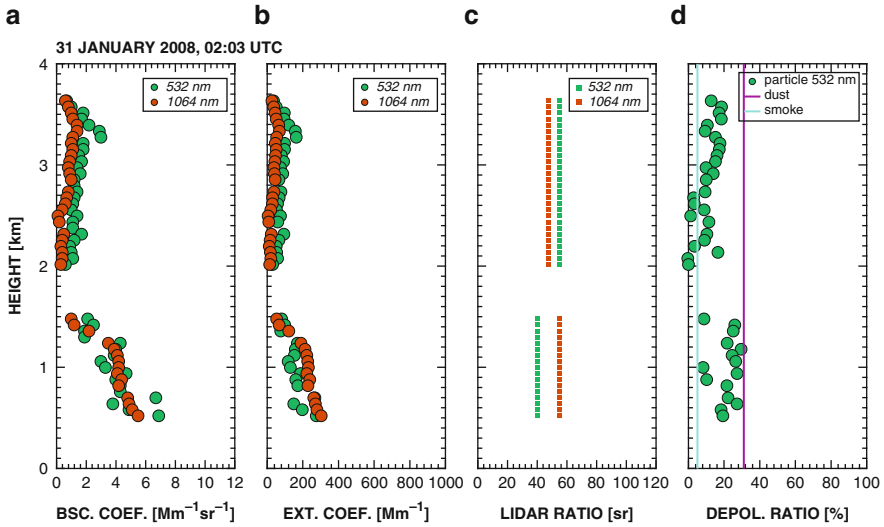 a b c d
31 JANUARY 2008, 02:03 UTC
532 nm
1064 nm
532 nm
1064 nm
532 nm
1064 nm
particle 532 nm
dust
smoke
HEIGHT [km]
4
3
2
1
0
0 2 4 6 8 10 12
0 200 400 600 800 1000
0 20 40 60 80 100 120
0 20 40 60 80 100
BSC. COEF. [Mm⁻¹sr⁻¹]
EXT. COEF. [Mm⁻¹]
LIDAR RATIO [sr]
DEPOL. RATIO [%]